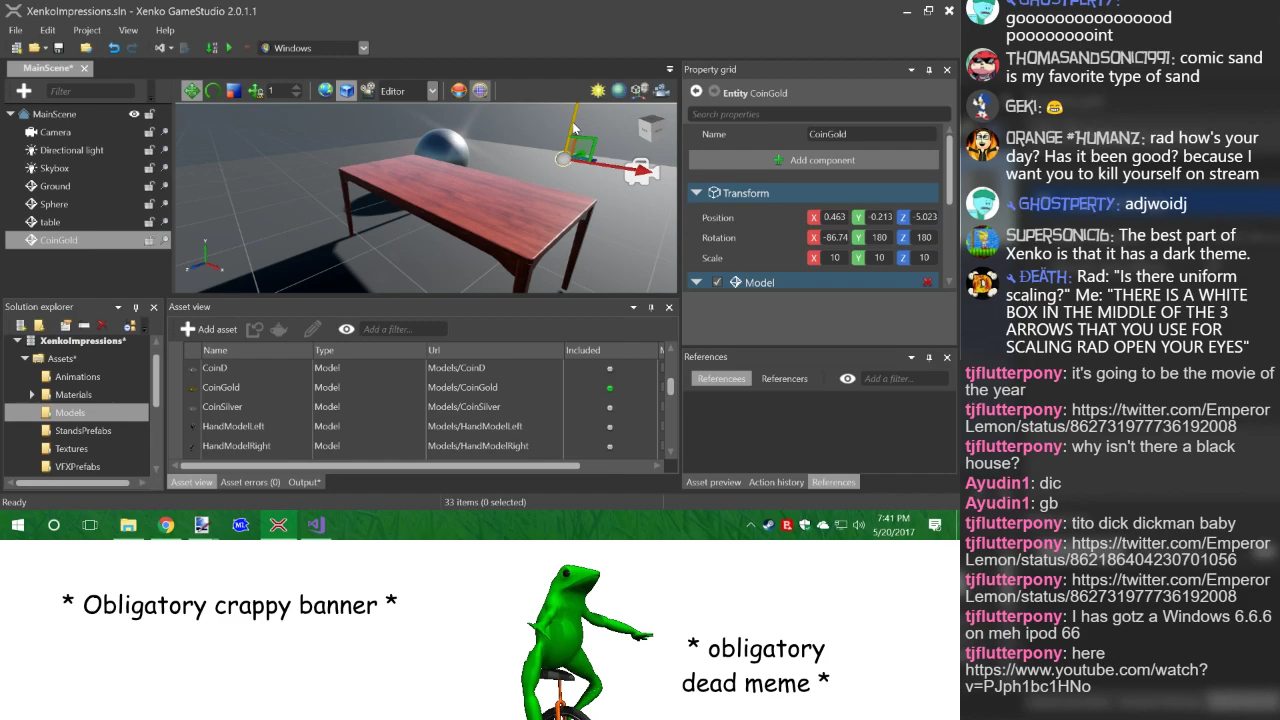 XenkoImpressions.sln - Xenko GameStudio 2.0.1.1
File Edit Project View Help
Windows
MainScene*
Filter
1
Editor
MainScene
Camera
Directional light
Skybox
Ground
Sphere
table
CoinGold
Property grid
Entity CoinGold
Search properties
Name CoinGold
Add component
Transform
Position X 0.463 Y -0.213 Z -5.023
Rotation X -86.74 Y 180 Z 180
Scale X 10 Y 10 Z 10
Model
Solution explorer
XenkoImpressions*
Assets*
Animations
Materials
Models
StandsPrefabs
Textures
VFXPrefabs
Asset view
Add asset
Add a filter...
Name Type Url Included
CoinD Model Models/CoinD
CoinGold Model Models/CoinGold
CoinSilver Model Models/CoinSilver
HandModelLeft Model Models/HandModelLeft
HandModelRight Model Models/HandModelRight
Asset view Asset errors (0) Output*
References
Referencees Referencers Add a filter...
Asset preview Action history References
Ready
33 items (0 selected)
7:41 PM
5/20/2017
* Obligatory crappy banner *
* obligatory
dead meme *
GHOSTPERTY:
gooooooooooooooood
pooooooooint
THOMASANDSONIC1991: comic sand
is my favorite type of sand
GEKI: 😄
ORANGE #HUMANZ: rad how's your
day? Has it been good? because I
want you to kill yourself on stream
GHOSTPERTY: adjwoidj
SUPERSONIC16: The best part of
Xenko is that it has a dark theme.
DEÄTH: Rad: "Is there uniform
scaling?" Me: "THERE IS A WHITE
BOX IN THE MIDDLE OF THE 3
ARROWS THAT YOU USE FOR
SCALING RAD OPEN YOUR EYES"
tjflutterpony: it's going to be the movie of
the year
tjflutterpony: https://twitter.com/Emperor
Lemon/status/862731977736192008
tjflutterpony: why isn't there a black
house?
Ayudin1: dic
Ayudin1: gb
tjflutterpony: tito dick dickman baby
tjflutterpony: https://twitter.com/Emperor
Lemon/status/862186404230701056
tjflutterpony: https://twitter.com/Emperor
Lemon/status/862731977736192008
tjflutterpony: I has gotz a Windows 6.6.6
on meh ipod 66
tjflutterpony: here
https://www.youtube.com/watch?
v=PJph1bc1HNo